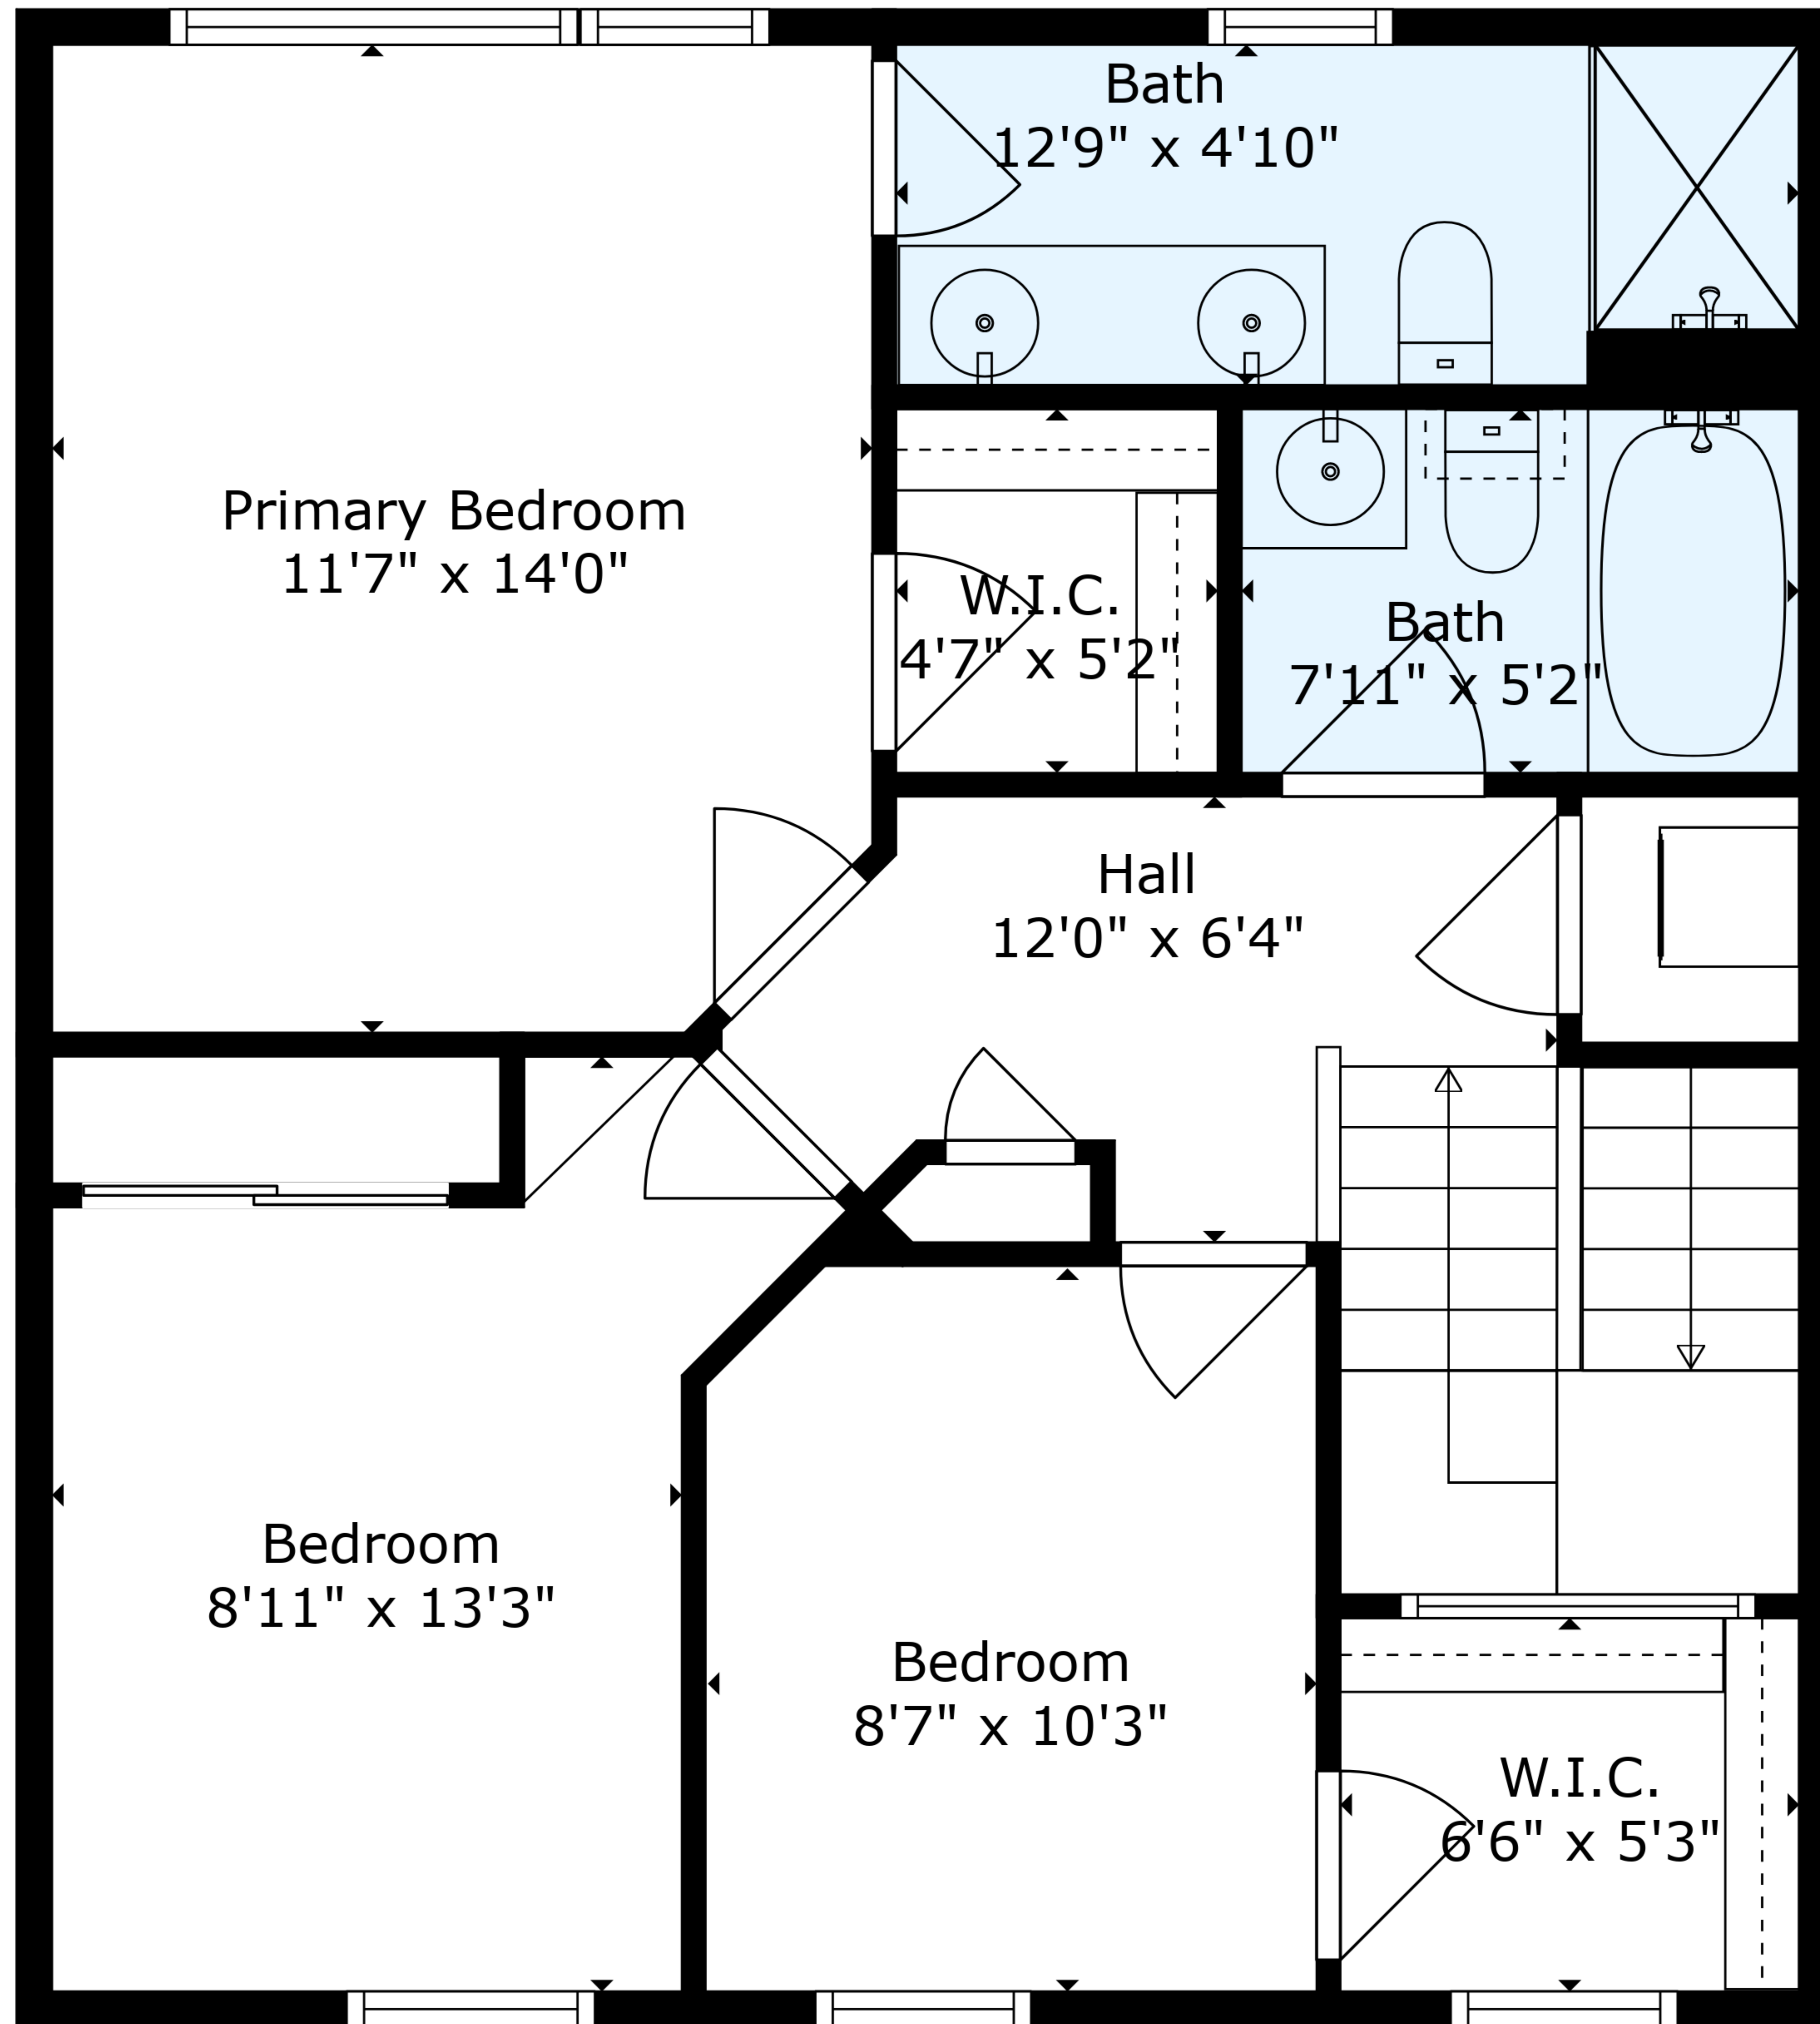 Bath
12'9" x 4'10"
Primary Bedroom
11'7" x 14'0"
W.I.C.
4'7" x 5'2"
Bath
7'11" x 5'2"
Hall
12'0" x 6'4"
Bedroom
8'11" x 13'3"
Bedroom
8'7" x 10'3"
W.I.C.
6'6" x 5'3"